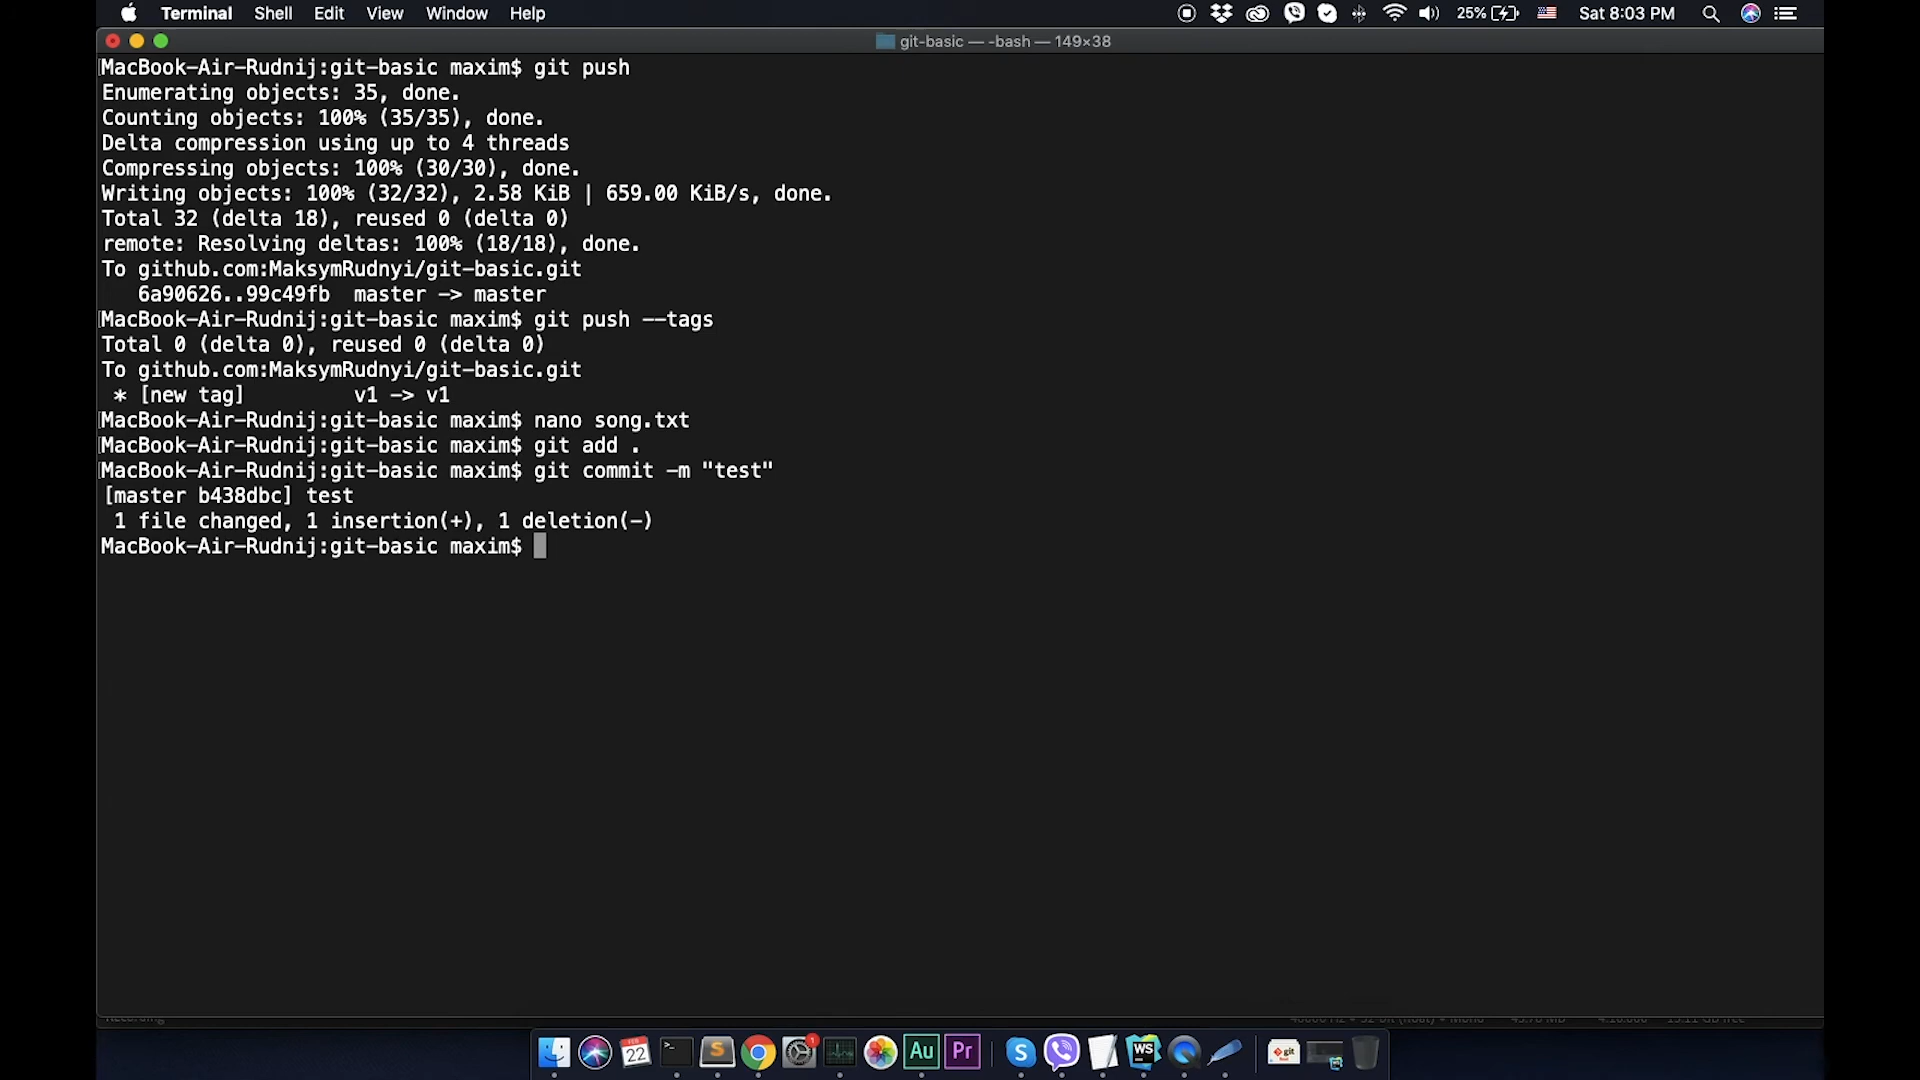 Terminal Shell Edit View Window Help 25% Sat 8:03 PM
git-basic — -bash — 149×38
MacBook-Air-Rudnij:git-basic maxim$ git push
Enumerating objects: 35, done.
Counting objects: 100% (35/35), done.
Delta compression using up to 4 threads
Compressing objects: 100% (30/30), done.
Writing objects: 100% (32/32), 2.58 KiB | 659.00 KiB/s, done.
Total 32 (delta 18), reused 0 (delta 0)
remote: Resolving deltas: 100% (18/18), done.
To github.com:MaksymRudnyi/git-basic.git
6a90626..99c49fb master -> master
MacBook-Air-Rudnij:git-basic maxim$ git push --tags
Total 0 (delta 0), reused 0 (delta 0)
To github.com:MaksymRudnyi/git-basic.git
* [new tag] v1 -> v1
MacBook-Air-Rudnij:git-basic maxim$ nano song.txt
MacBook-Air-Rudnij:git-basic maxim$ git add .
MacBook-Air-Rudnij:git-basic maxim$ git commit -m "test"
[master b438dbc] test
1 file changed, 1 insertion(+), 1 deletion(-)
MacBook-Air-Rudnij:git-basic maxim$
FEB
22 >_ S 1 Au Pr S WS git